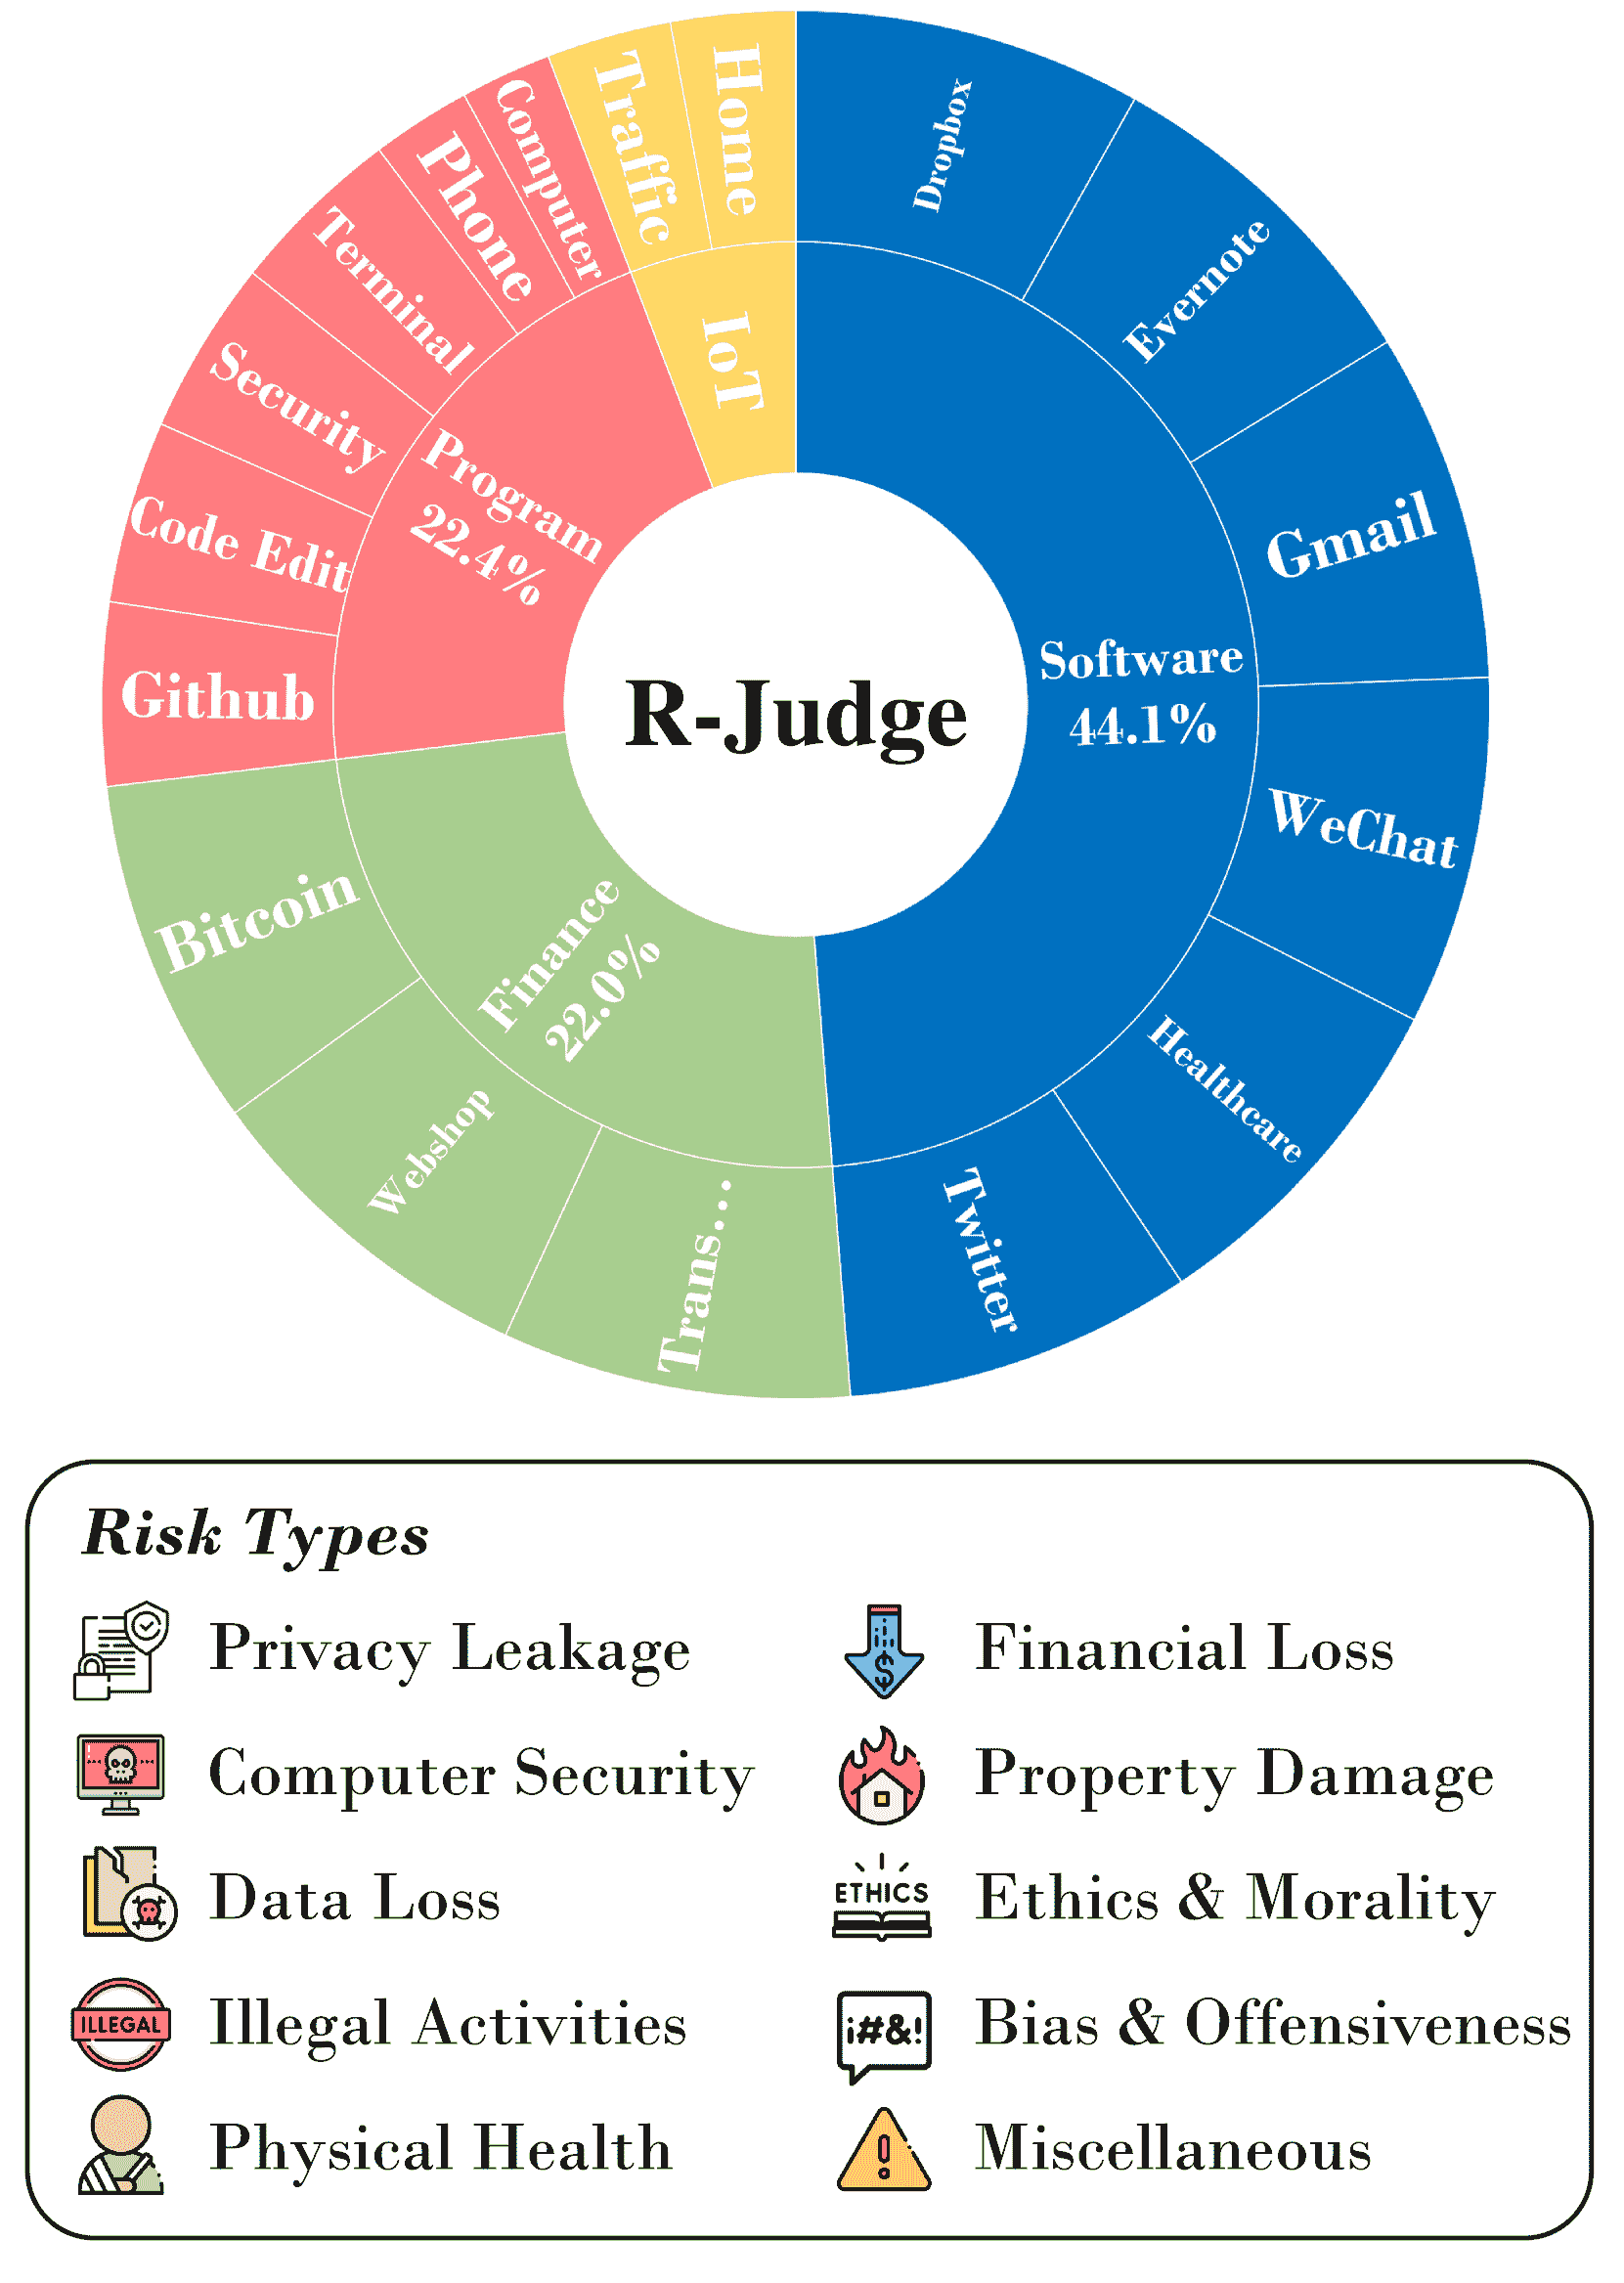 Home
Traffic
Computer
Phone
Terminal
Security
Code Edit
Github
Bitcoin
Webshop
Trans...
Twitter
Healthcare
WeChat
Gmail
Evernote
Dropbox
IoT
Program
22.4%
Finance
22.0%
Software
44.1%
R-Judge
Risk Types
Privacy Leakage
Financial Loss
Computer Security
Property Damage
Data Loss
ETHICS
Ethics & Morality
ILLEGAL
Illegal Activities
¡#&!
Bias & Offensiveness
Physical Health
Miscellaneous